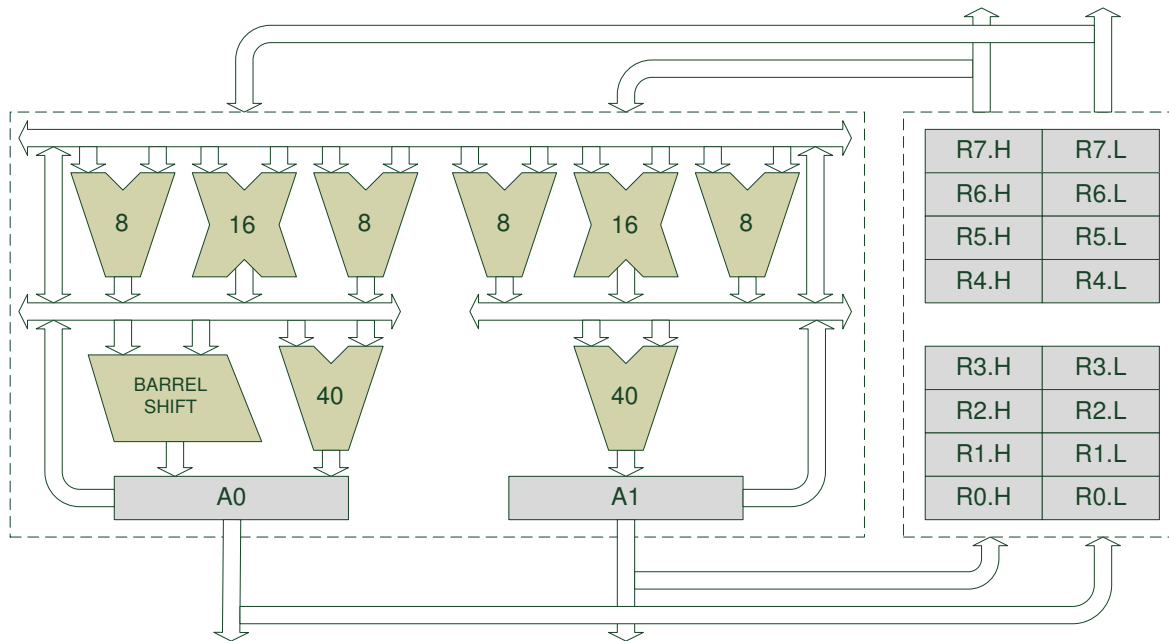 R7.H R7.L
8 16 8 8 16 8
R6.H R6.L
R5.H R5.L
R4.H R4.L
BARREL
SHIFT
40 40
R3.H R3.L
R2.H R2.L
R1.H R1.L
A0 A1
R0.H R0.L